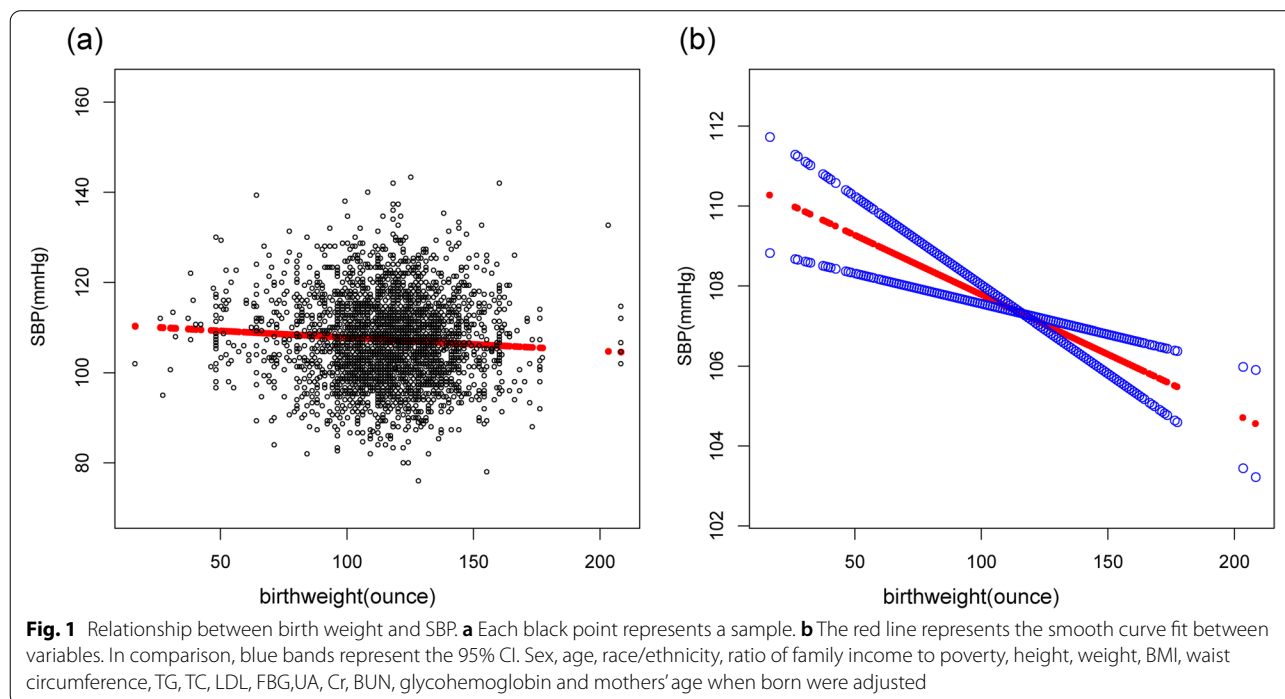 (a)
(b)
160
140
120
100
80
SBP(mmHg)
50
100
150
200
birthweight(ounce)
112
110
108
106
104
102
SBP(mmHg)
50
100
150
200
birthweight(ounce)
Fig. 1 Relationship between birth weight and SBP. a Each black point represents a sample. b The red line represents the smooth curve fit between
variables. In comparison, blue bands represent the 95% CI. Sex, age, race/ethnicity, ratio of family income to poverty, height, weight, BMI, waist
circumference, TG, TC, LDL, FBG,UA, Cr, BUN, glycohemoglobin and mothers' age when born were adjusted